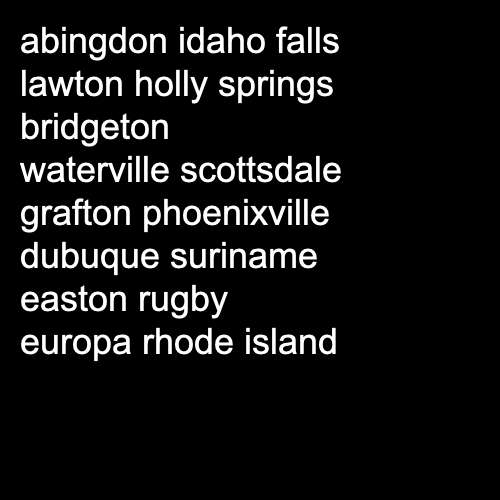 abingdon idaho falls
lawton holly springs
bridgeton
waterville scottsdale
grafton phoenixville
dubuque suriname
easton rugby
europa rhode island